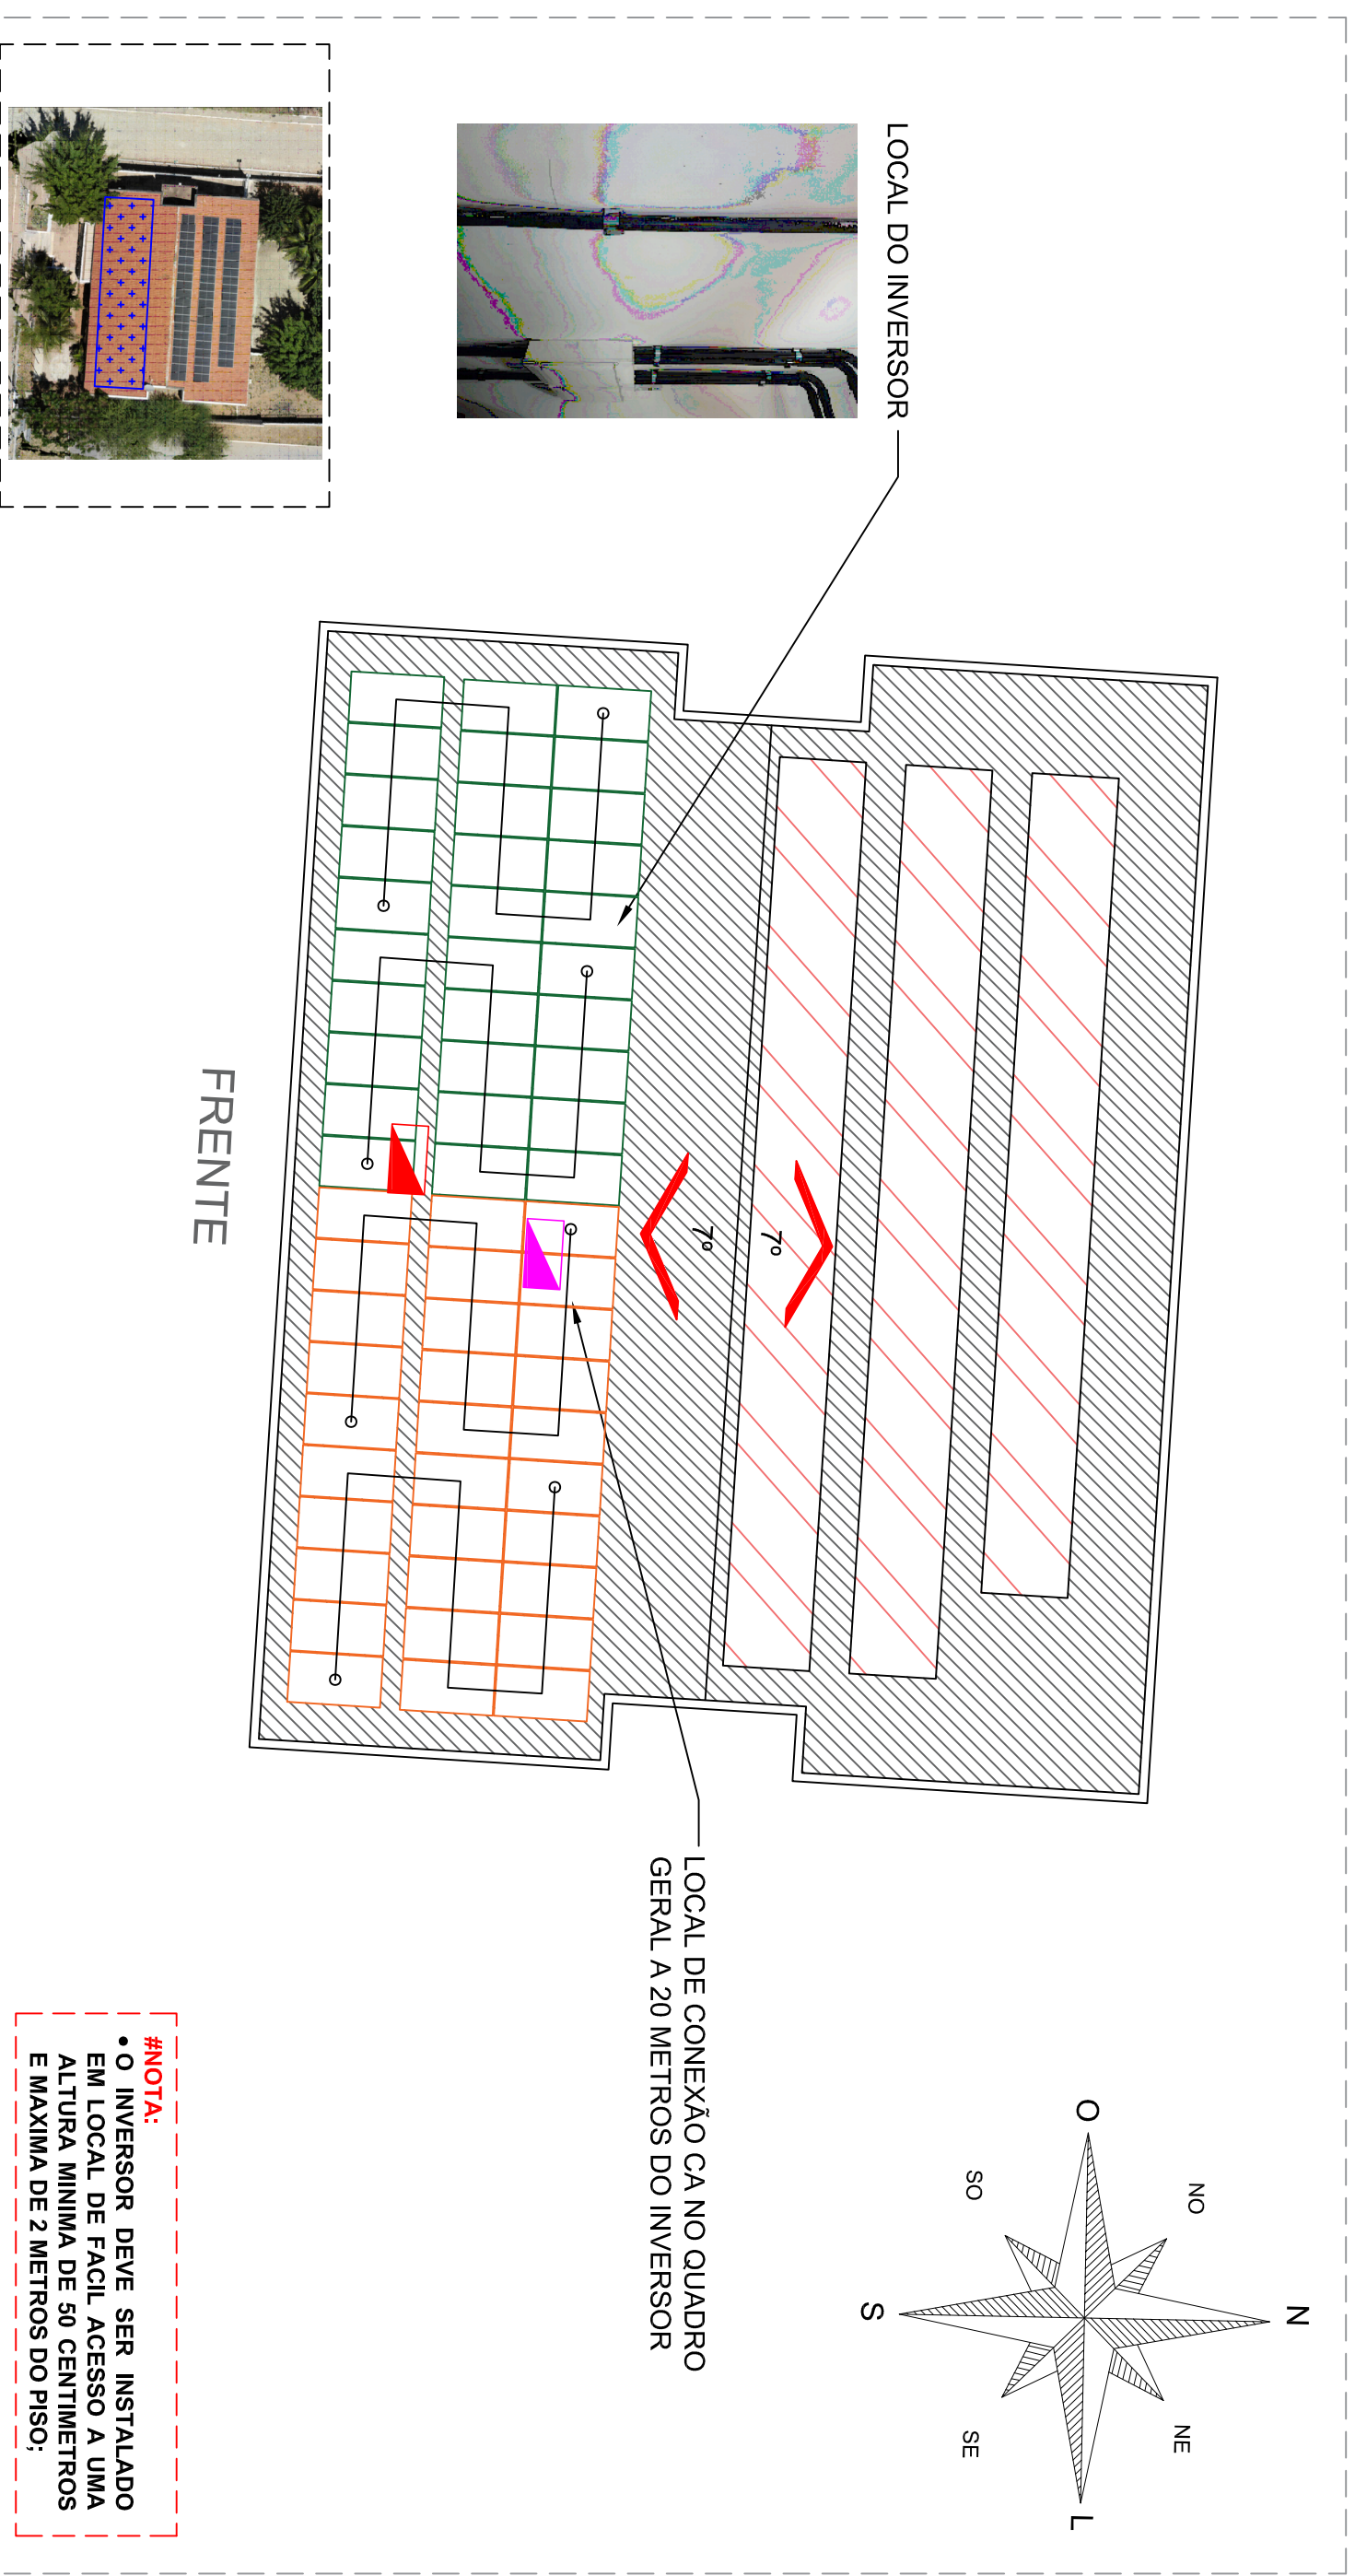 LOCAL DO INVERSOR
N
NO
NE
O
L
SO
SE
S
7º
7º
LOCAL DE CONEXÃO CA NO QUADRO
GERAL A 20 METROS DO INVERSOR
FRENTE
#NOTA:
• O INVERSOR DEVE SER INSTALADO
EM LOCAL DE FACIL ACESSO A UMA
ALTURA MINIMA DE 50 CENTIMETROS
E MAXIMA DE 2 METROS DO PISO;